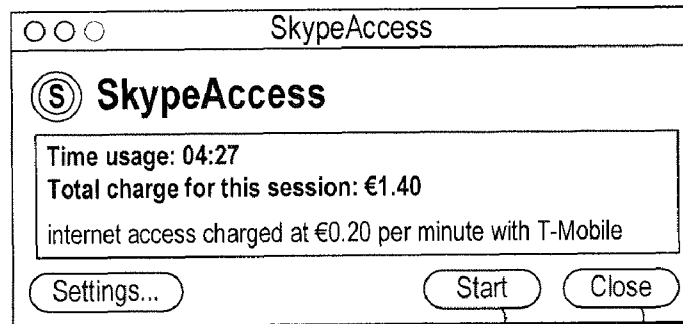 SkypeAccess
S SkypeAccess
Time usage: 04:27
Total charge for this session: €1.40
internet access charged at €0.20 per minute with T-Mobile
Settings... Start Close